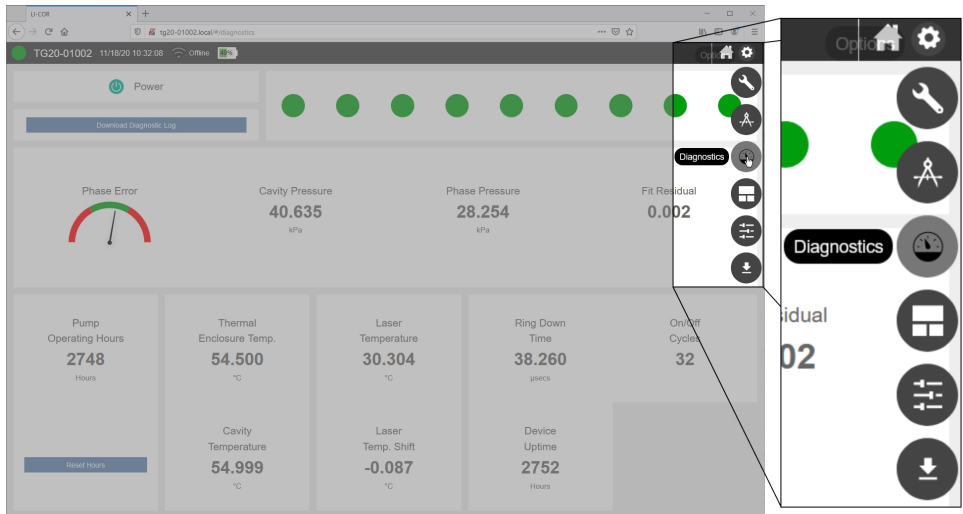 LI-COR
tg20-01002.local/#/diagnostics
TG20-01002 11/18/20 10:32:08 Offline 49% Options
Power
Download Diagnostic Log
Diagnostics
Phase Error
Cavity Pressure
40.635
kPa
Phase Pressure
28.254
kPa
Fit Residual
0.002
Pump
Operating Hours
2748
Hours
Reset Hours
Thermal
Enclosure Temp.
54.500
°C
Laser
Temperature
30.304
°C
Ring Down
Time
38.260
µsecs
On/Off
Cycles
32
Cavity
Temperature
54.999
°C
Laser
Temp. Shift
-0.087
°C
Device
Uptime
2752
Hours
Options
Diagnostics
sidual
02